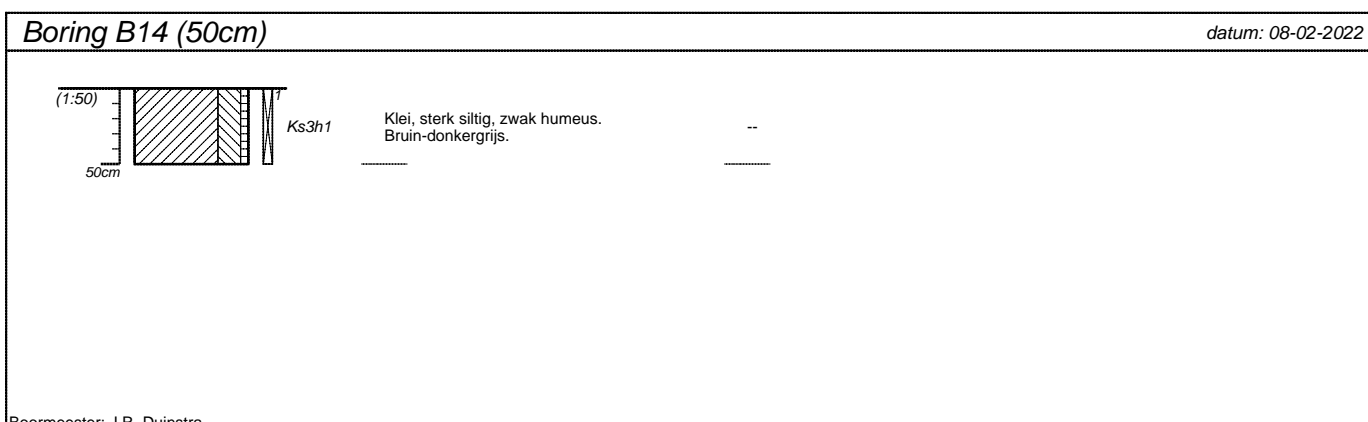 Boring B14 (50cm)
datum: 08-02-2022
(1:50)
1
Ks3h1
Klei, sterk siltig, zwak humeus.
Bruin-donkergrijs.
--
50cm